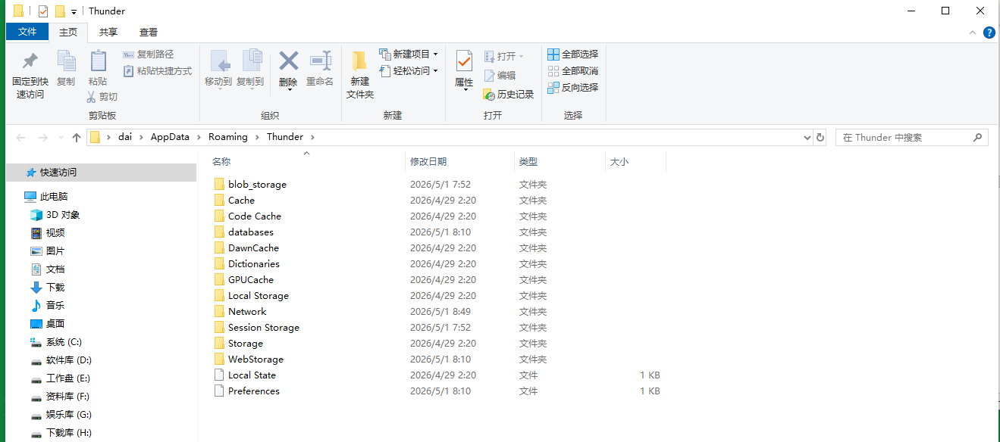 Thunder
文件 主页 共享 查看
固定到快速访问
复制
粘贴
复制路径
粘贴快捷方式
剪切
剪贴板
移动到
复制到
删除
重命名
组织
新建文件夹
新建项目
轻松访问
新建
属性
打开
编辑
历史记录
打开
全部选择
全部取消
反向选择
选择
dai › AppData › Roaming › Thunder ›
在 Thunder 中搜索
快速访问
此电脑
3D 对象
视频
图片
文档
下载
音乐
桌面
系统 (C:)
软件库 (D:)
工作盘 (E:)
资料库 (F:)
娱乐库 (G:)
下载库 (H:)
名称 修改日期 类型 大小
blob_storage 2026/5/1 7:52 文件夹
Cache 2026/4/29 2:20 文件夹
Code Cache 2026/4/29 2:20 文件夹
databases 2026/5/1 8:10 文件夹
DawnCache 2026/4/29 2:20 文件夹
Dictionaries 2026/4/29 2:20 文件夹
GPUCache 2026/4/29 2:20 文件夹
Local Storage 2026/4/29 2:20 文件夹
Network 2026/5/1 8:49 文件夹
Session Storage 2026/5/1 7:52 文件夹
Storage 2026/4/29 2:20 文件夹
WebStorage 2026/5/1 8:10 文件夹
Local State 2026/4/29 2:20 文件 1 KB
Preferences 2026/5/1 8:10 文件 1 KB